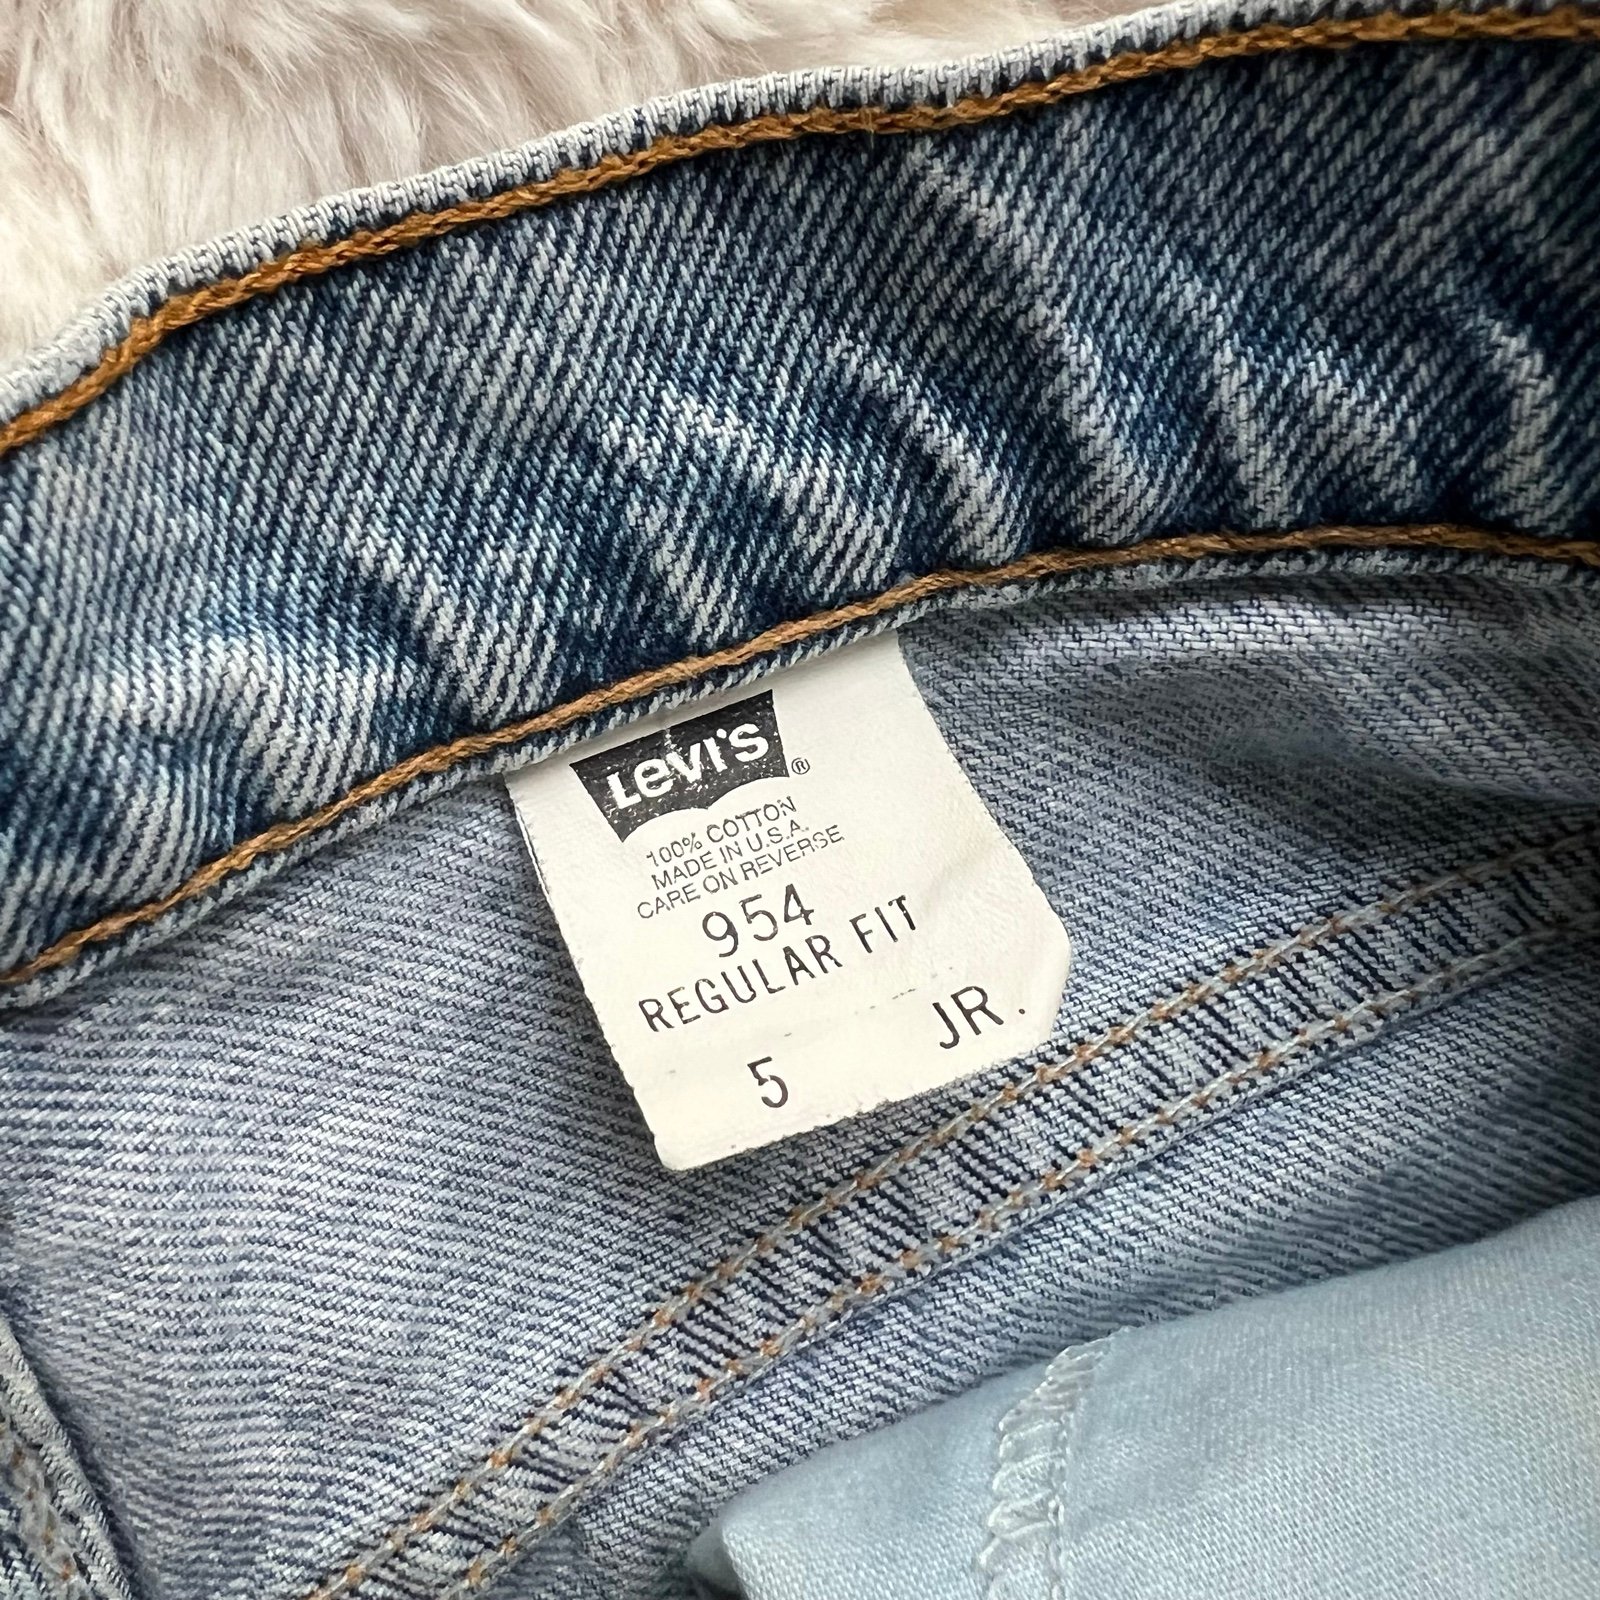 Levi's®
100% COTTON
MADE IN U.S.A.
CARE ON REVERSE
954
REGULAR FIT
5 JR.